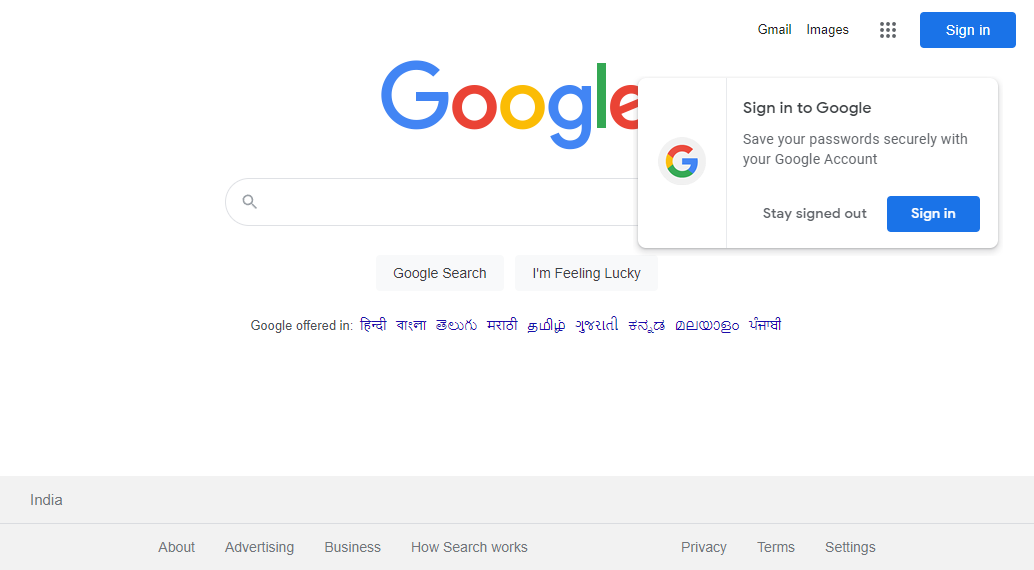 Gmail Images Sign in
Google
Sign in to Google
Save your passwords securely with
your Google Account
Stay signed out Sign in
Google Search I'm Feeling Lucky
Google offered in: हिन्दी বাংলা తెలుగు मराठी தமிழ் ગુજરાતી ಕನ್ನಡ മലയാളം ਪੰਜਾਬੀ
India
About Advertising Business How Search works Privacy Terms Settings